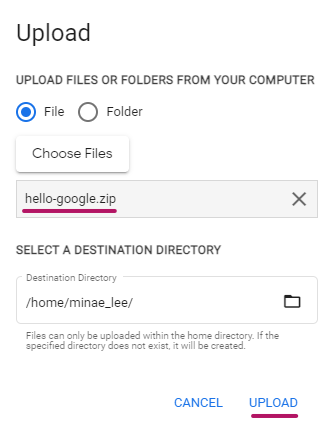 Upload
UPLOAD FILES OR FOLDERS FROM YOUR COMPUTER
File Folder
Choose Files
hello-google.zip
SELECT A DESTINATION DIRECTORY
Destination Directory
/home/minae_lee/
Files can only be uploaded within the home directory. If the
specified directory does not exist, it will be created.
CANCEL UPLOAD